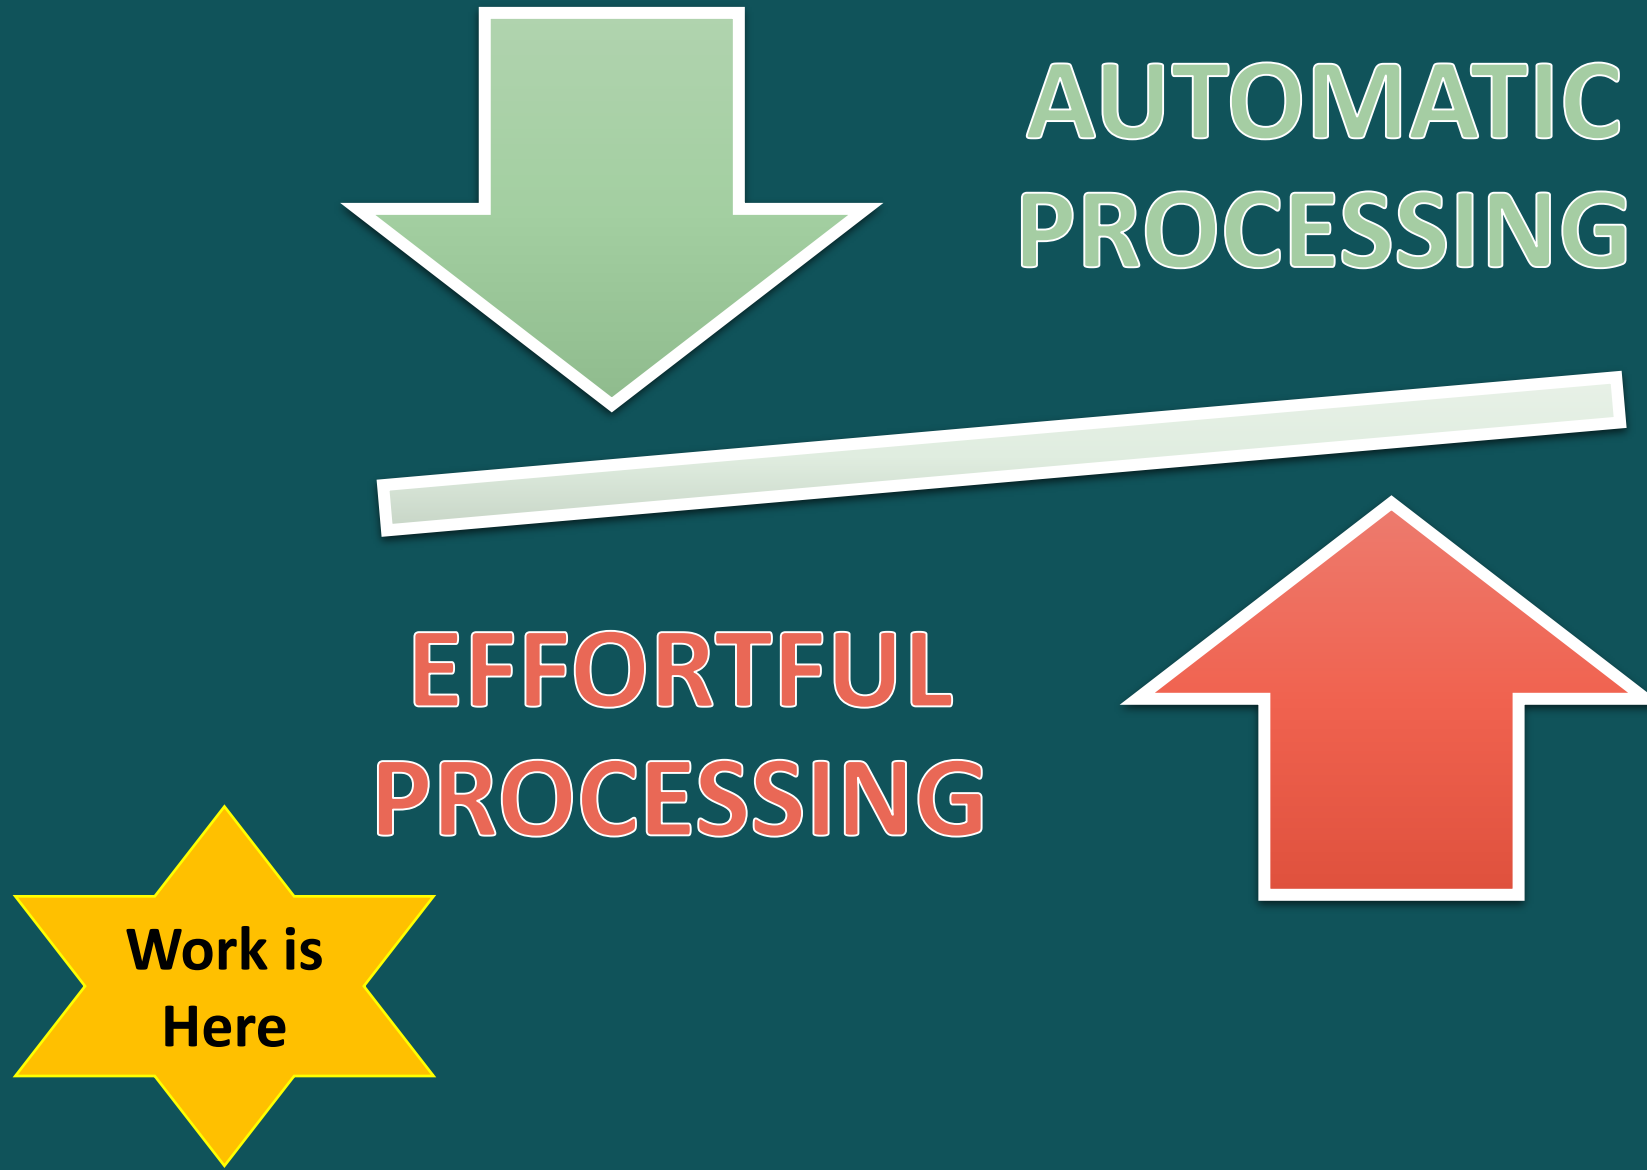 AUTOMATIC
PROCESSING
EFFORTFUL
PROCESSING
Work is
Here